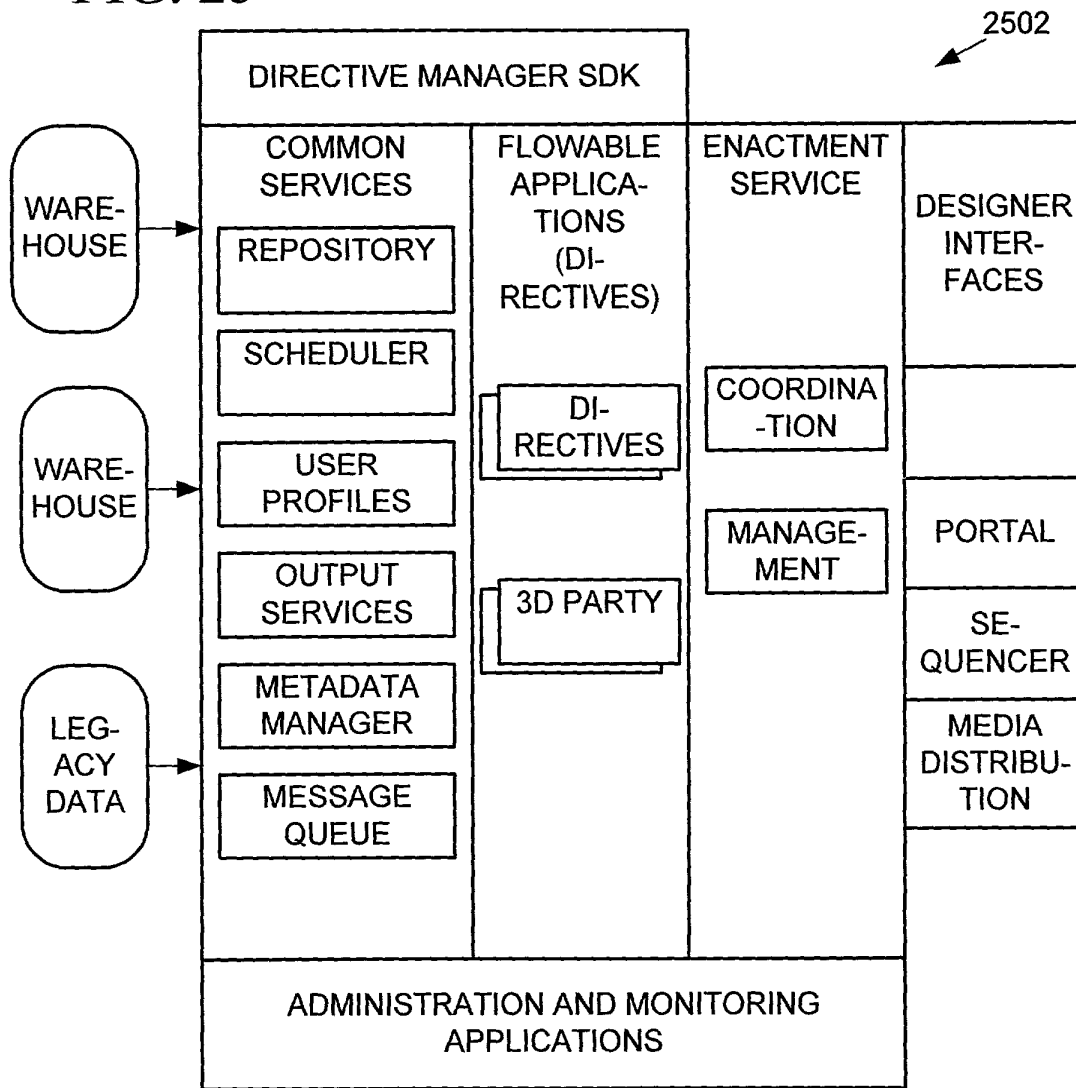 FIG. 25
2502
DIRECTIVE MANAGER SDK
WARE-
HOUSE
WARE-
HOUSE
LEG-
ACY
DATA
COMMON
SERVICES
REPOSITORY
SCHEDULER
USER
PROFILES
OUTPUT
SERVICES
METADATA
MANAGER
MESSAGE
QUEUE
FLOWABLE
APPLICA-
TIONS
(DI-
RECTIVES)
DI-
RECTIVES
3D PARTY
ENACTMENT
SERVICE
COORDINA
-TION
MANAGE-
MENT
DESIGNER
INTER-
FACES
PORTAL
SE-
QUENCER
MEDIA
DISTRIBU-
TION
ADMINISTRATION AND MONITORING
APPLICATIONS